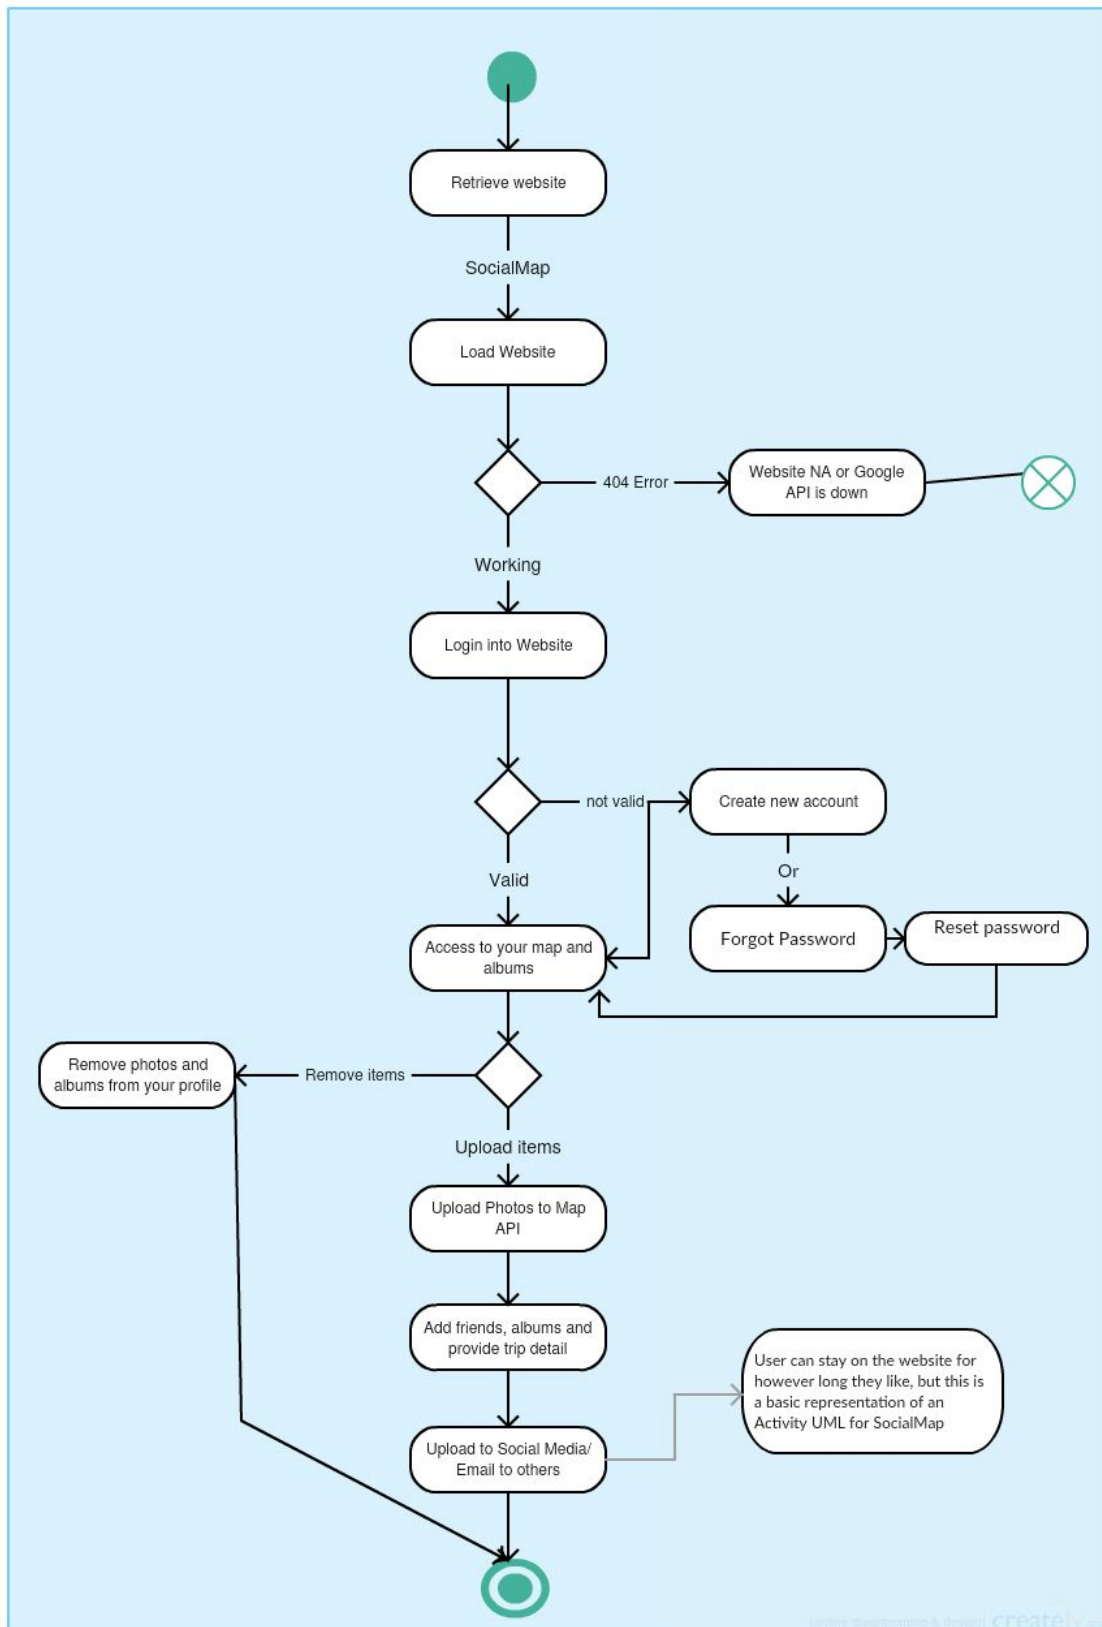 Retrieve website
SocialMap
Load Website
404 Error
Website NA or Google
API is down
Working
Login into Website
not valid
Create new account
Or
Valid
Forgot Password
Reset password
Access to your map and
albums
Remove photos and
albums from your profile
Remove items
Upload items
Upload Photos to Map
API
Add friends, albums and
provide trip detail
User can stay on the website for
however long they like, but this is
a basic representation of an
Activity UML for SocialMap
Upload to Social Media/
Email to others
creately